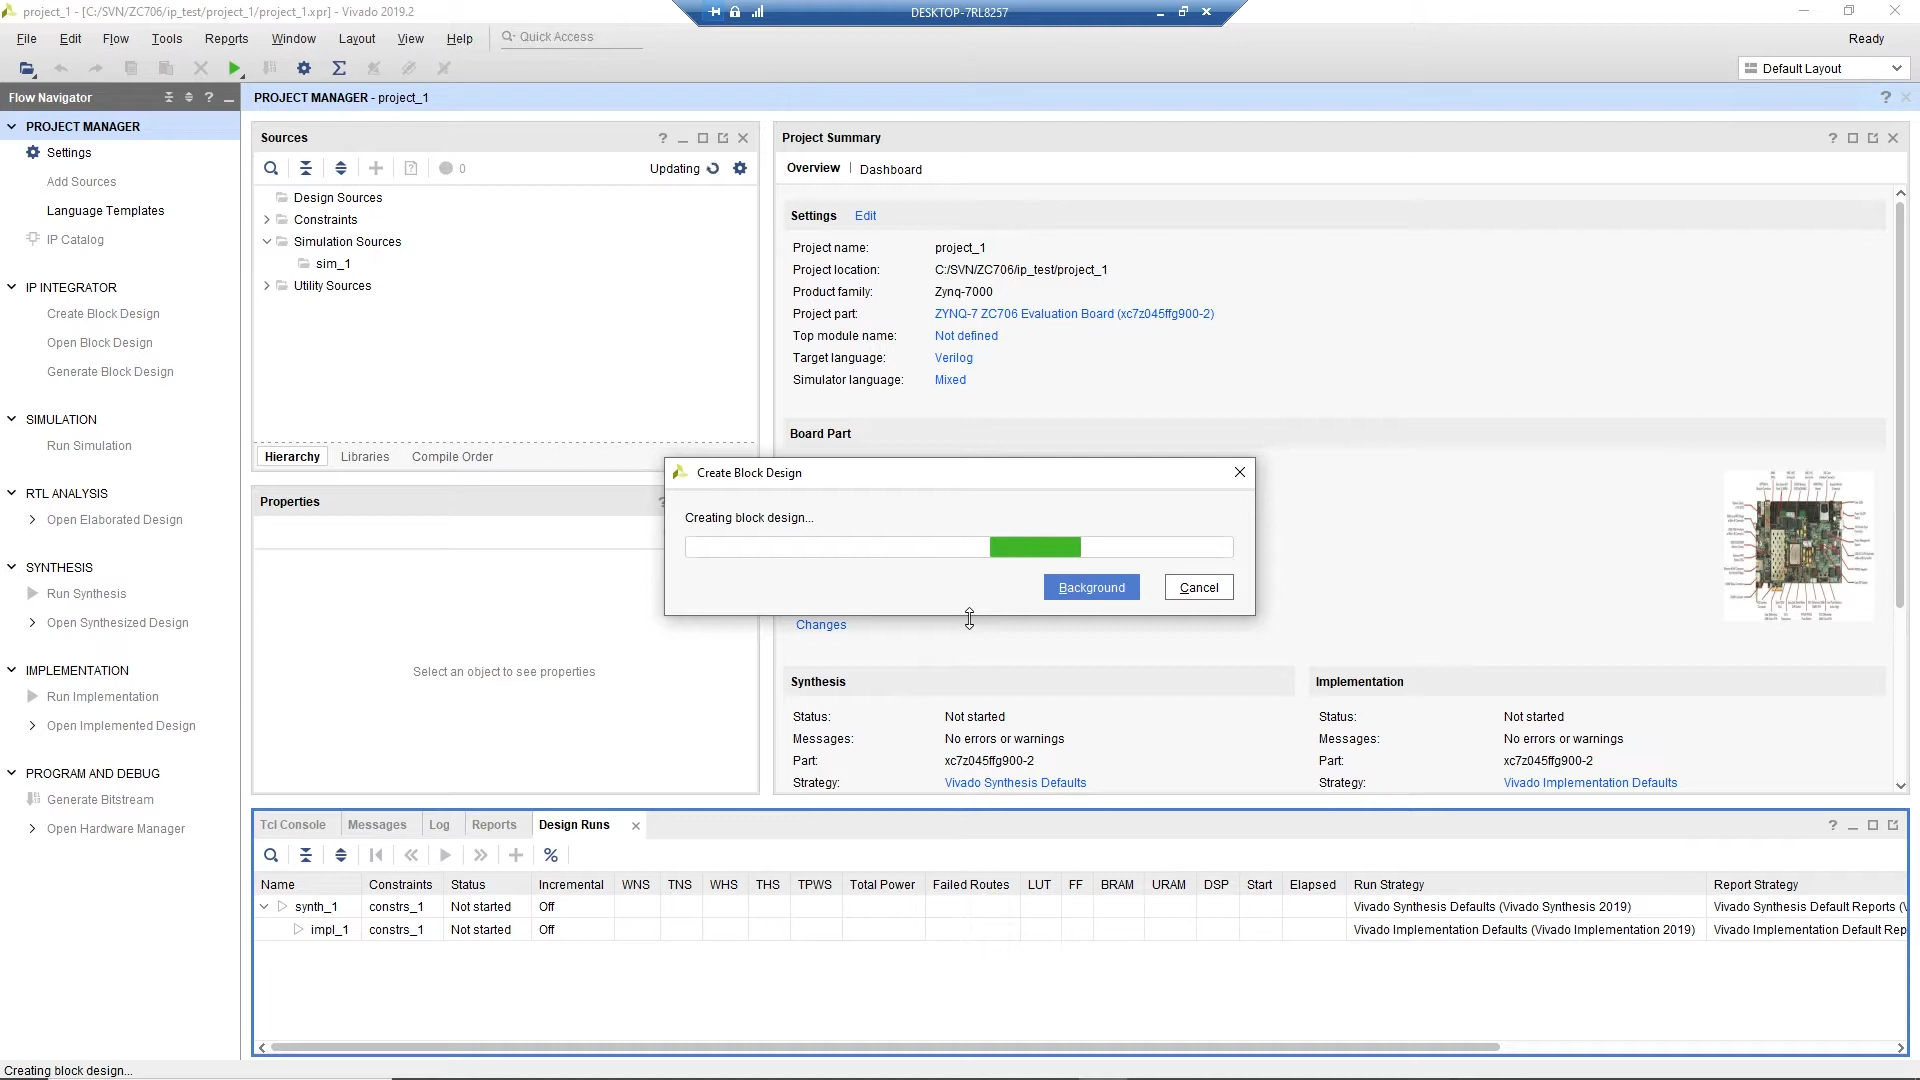 project_1 - [C:/SVN/ZC706/ip_test/project_1/project_1.xpr] - Vivado 2019.2
DESKTOP-7RL8257
File Edit Flow Tools Reports Window Layout View Help Quick Access
Ready
Default Layout
Flow Navigator
PROJECT MANAGER
Settings
Add Sources
Language Templates
IP Catalog
IP INTEGRATOR
Create Block Design
Open Block Design
Generate Block Design
SIMULATION
Run Simulation
RTL ANALYSIS
Open Elaborated Design
SYNTHESIS
Run Synthesis
Open Synthesized Design
IMPLEMENTATION
Run Implementation
Open Implemented Design
PROGRAM AND DEBUG
Generate Bitstream
Open Hardware Manager
PROJECT MANAGER - project_1
Sources
0
Updating
Design Sources
Constraints
Simulation Sources
sim_1
Utility Sources
Hierarchy Libraries Compile Order
Properties
Select an object to see properties
Project Summary
Overview | Dashboard
Settings Edit
Project name: project_1
Project location: C:/SVN/ZC706/ip_test/project_1
Product family: Zynq-7000
Project part: ZYNQ-7 ZC706 Evaluation Board (xc7z045ffg900-2)
Top module name: Not defined
Target language: Verilog
Simulator language: Mixed
Board Part
Create Block Design
Creating block design...
Background Cancel
Changes
Synthesis
Status: Not started
Messages: No errors or warnings
Part: xc7z045ffg900-2
Strategy: Vivado Synthesis Defaults
Implementation
Status: Not started
Messages: No errors or warnings
Part: xc7z045ffg900-2
Strategy: Vivado Implementation Defaults
Tcl Console Messages Log Reports Design Runs
Name Constraints Status Incremental WNS TNS WHS THS TPWS Total Power Failed Routes LUT FF BRAM URAM DSP Start Elapsed Run Strategy Report Strategy
synth_1 constrs_1 Not started Off Vivado Synthesis Defaults (Vivado Synthesis 2019) Vivado Synthesis Default Reports (V
impl_1 constrs_1 Not started Off Vivado Implementation Defaults (Vivado Implementation 2019) Vivado Implementation Default Rep
Creating block design...